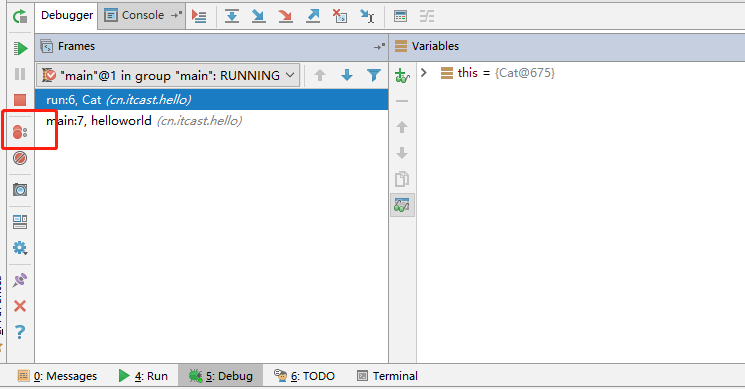 Debugger Console
Frames
Variables
"main"@1 in group "main": RUNNING
this = {Cat@675}
run:6, Cat (cn.itcast.hello)
main:7, helloworld (cn.itcast.hello)
0: Messages 4: Run 5: Debug 6: TODO Terminal